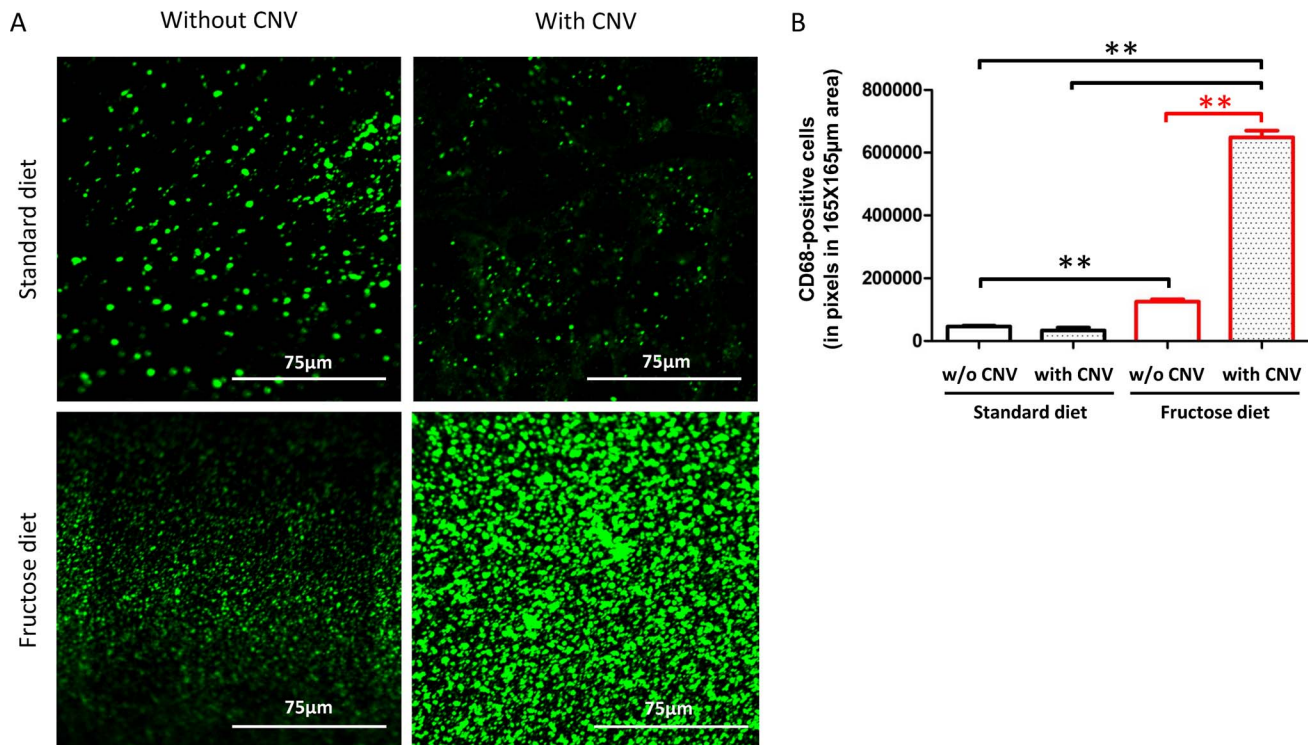 A
Without CNV
With CNV
Standard diet
75µm
75µm
Fructose diet
75µm
75µm
B
CD68-positive cells
(in pixels in 165X165µm area)
800000
600000
400000
200000
0
**
**
**
w/o CNV with CNV w/o CNV with CNV
Standard diet Fructose diet